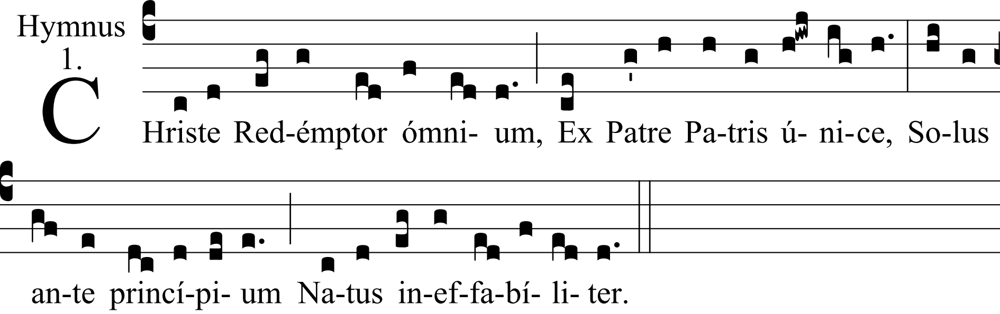 Hymnus
1.
CHriste Red-émptor ómni- um, Ex Patre Pa-tris ú- ni-ce, So-lus
an-te princí-pi- um Na-tus in-ef-fa-bí- li- ter.